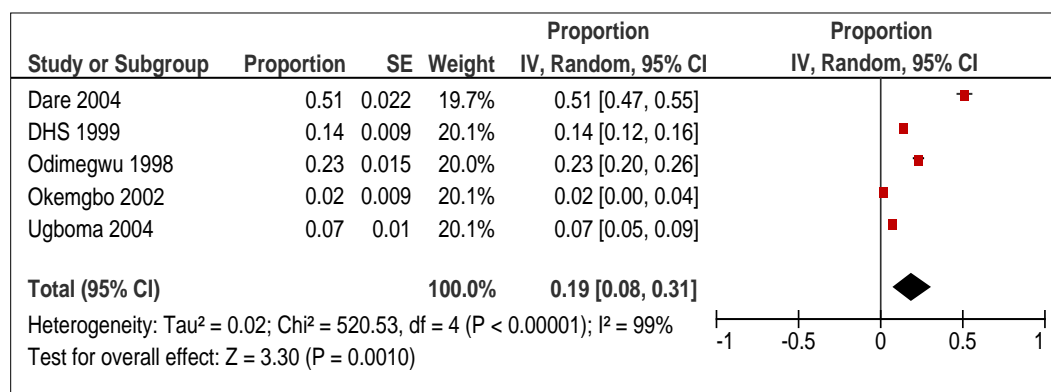 Proportion Proportion
Study or Subgroup Proportion SE Weight IV, Random, 95% CI IV, Random, 95% CI
Dare 2004 0.51 0.022 19.7% 0.51 [0.47, 0.55]
DHS 1999 0.14 0.009 20.1% 0.14 [0.12, 0.16]
Odimegwu 1998 0.23 0.015 20.0% 0.23 [0.20, 0.26]
Okemgbo 2002 0.02 0.009 20.1% 0.02 [0.00, 0.04]
Ugboma 2004 0.07 0.01 20.1% 0.07 [0.05, 0.09]
Total (95% CI) 100.0% 0.19 [0.08, 0.31]
Heterogeneity: Tau² = 0.02; Chi² = 520.53, df = 4 (P < 0.00001); I² = 99%
Test for overall effect: Z = 3.30 (P = 0.0010)
-1 -0.5 0 0.5 1